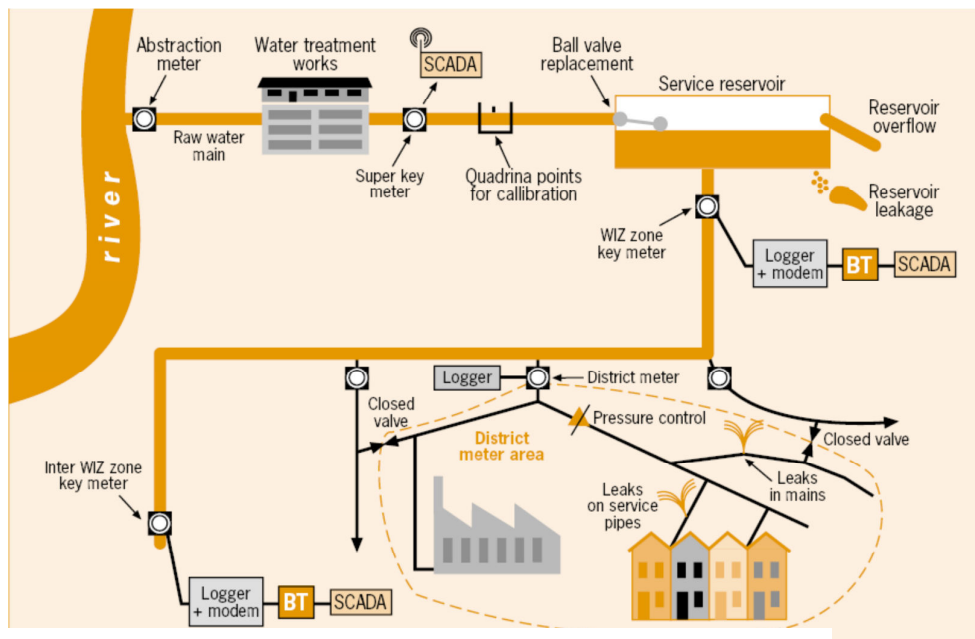 Abstraction
meter
Water treatment
works
SCADA
Ball valve
replacement
Service reservoir
Reservoir
overflow
Raw water
main
Super key
meter
Quadrina points
for callibration
Reservoir
leakage
river
WIZ zone
key meter
Logger
+ modem
BT
SCADA
Logger
District meter
Closed
valve
Pressure control
District
meter area
Closed valve
Inter WIZ zone
key meter
Leaks
on service
pipes
Leaks
in mains
Logger
+ modem
BT
SCADA